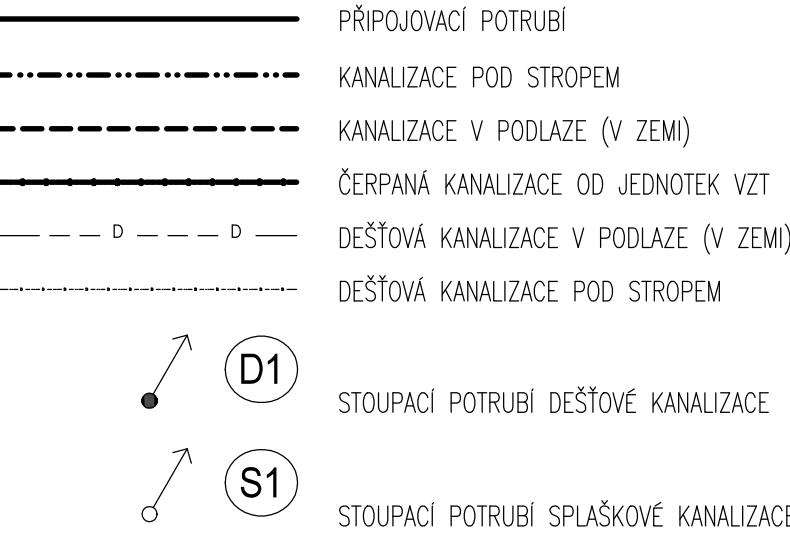 PŘIPOJOVACÍ POTRUBÍ
KANALIZACE POD STROPEM
KANALIZACE V PODLAZE (V ZEMI)
ČERPANÁ KANALIZACE OD JEDNOTEK VZT
D D DEŠŤOVÁ KANALIZACE V PODLAZE (V ZEMI)
DEŠŤOVÁ KANALIZACE POD STROPEM
D1
STOUPACÍ POTRUBÍ DEŠŤOVÉ KANALIZACE
S1
STOUPACÍ POTRUBÍ SPLAŠKOVÉ KANALIZACE